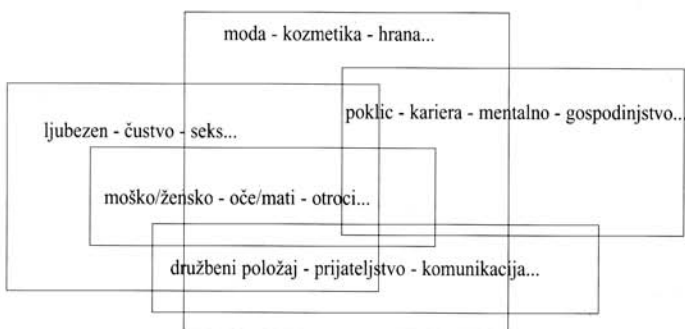 moda - kozmetika - hrana...
poklic - kariera - mentalno - gospodinjstvo...
ljubezen - čustvo - seks...
moško/žensko - oče/mati - otroci...
družbeni položaj - prijateljstvo - komunikacija...